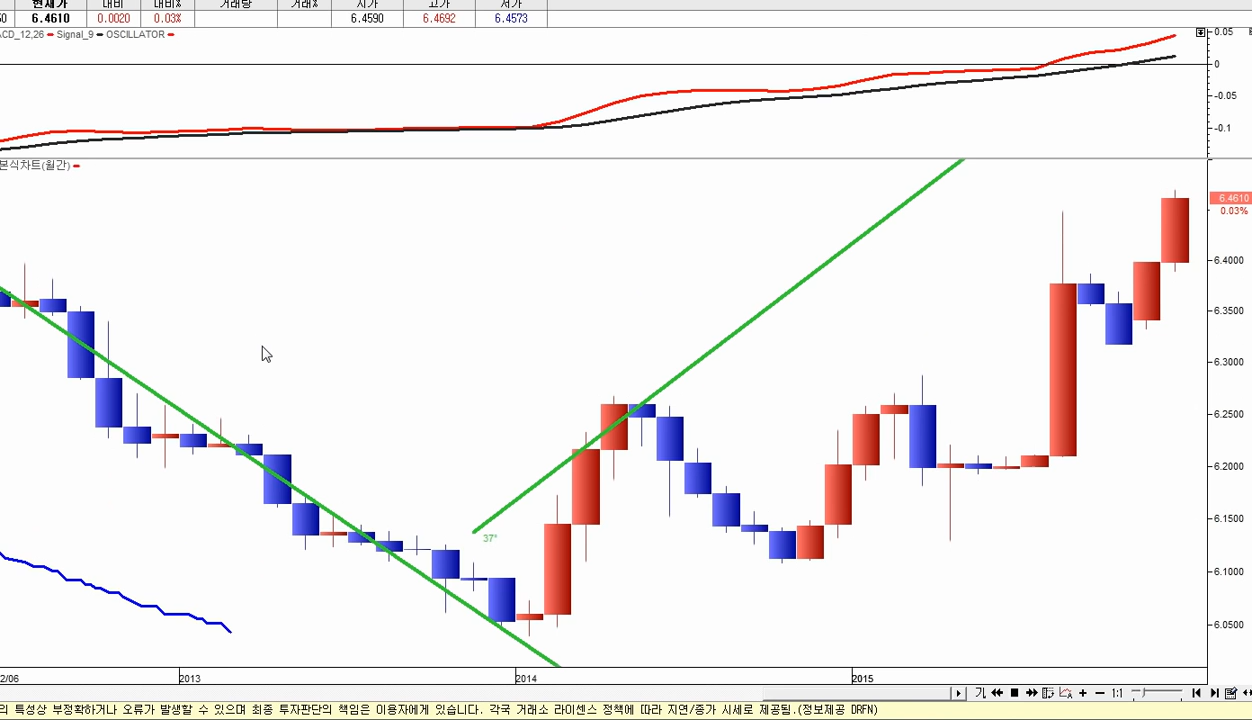 현재가 대비 대비% 거래량 거래% 시가 고가 저가
6.4610 0.0020 0.03% 6.4590 6.4692 6.4573
ACD_12,26 Signal_9 OSCILLATOR
0.05
0
-0.05
-0.1
본식차트(월간)
6.4610
0.03%
6.4000
6.3500
6.3000
6.2500
6.2000
37°
6.1500
6.1000
6.0500
2/06 2013 2014 2015
1:1
의 특성상 부정확하거나 오류가 발생할 수 있으며 최종 투자판단의 책임은 이용자에게 있습니다. 각국 거래소 라이센스 정책에 따라 지연/종가 시세로 제공됨.(정보제공 DRFN)